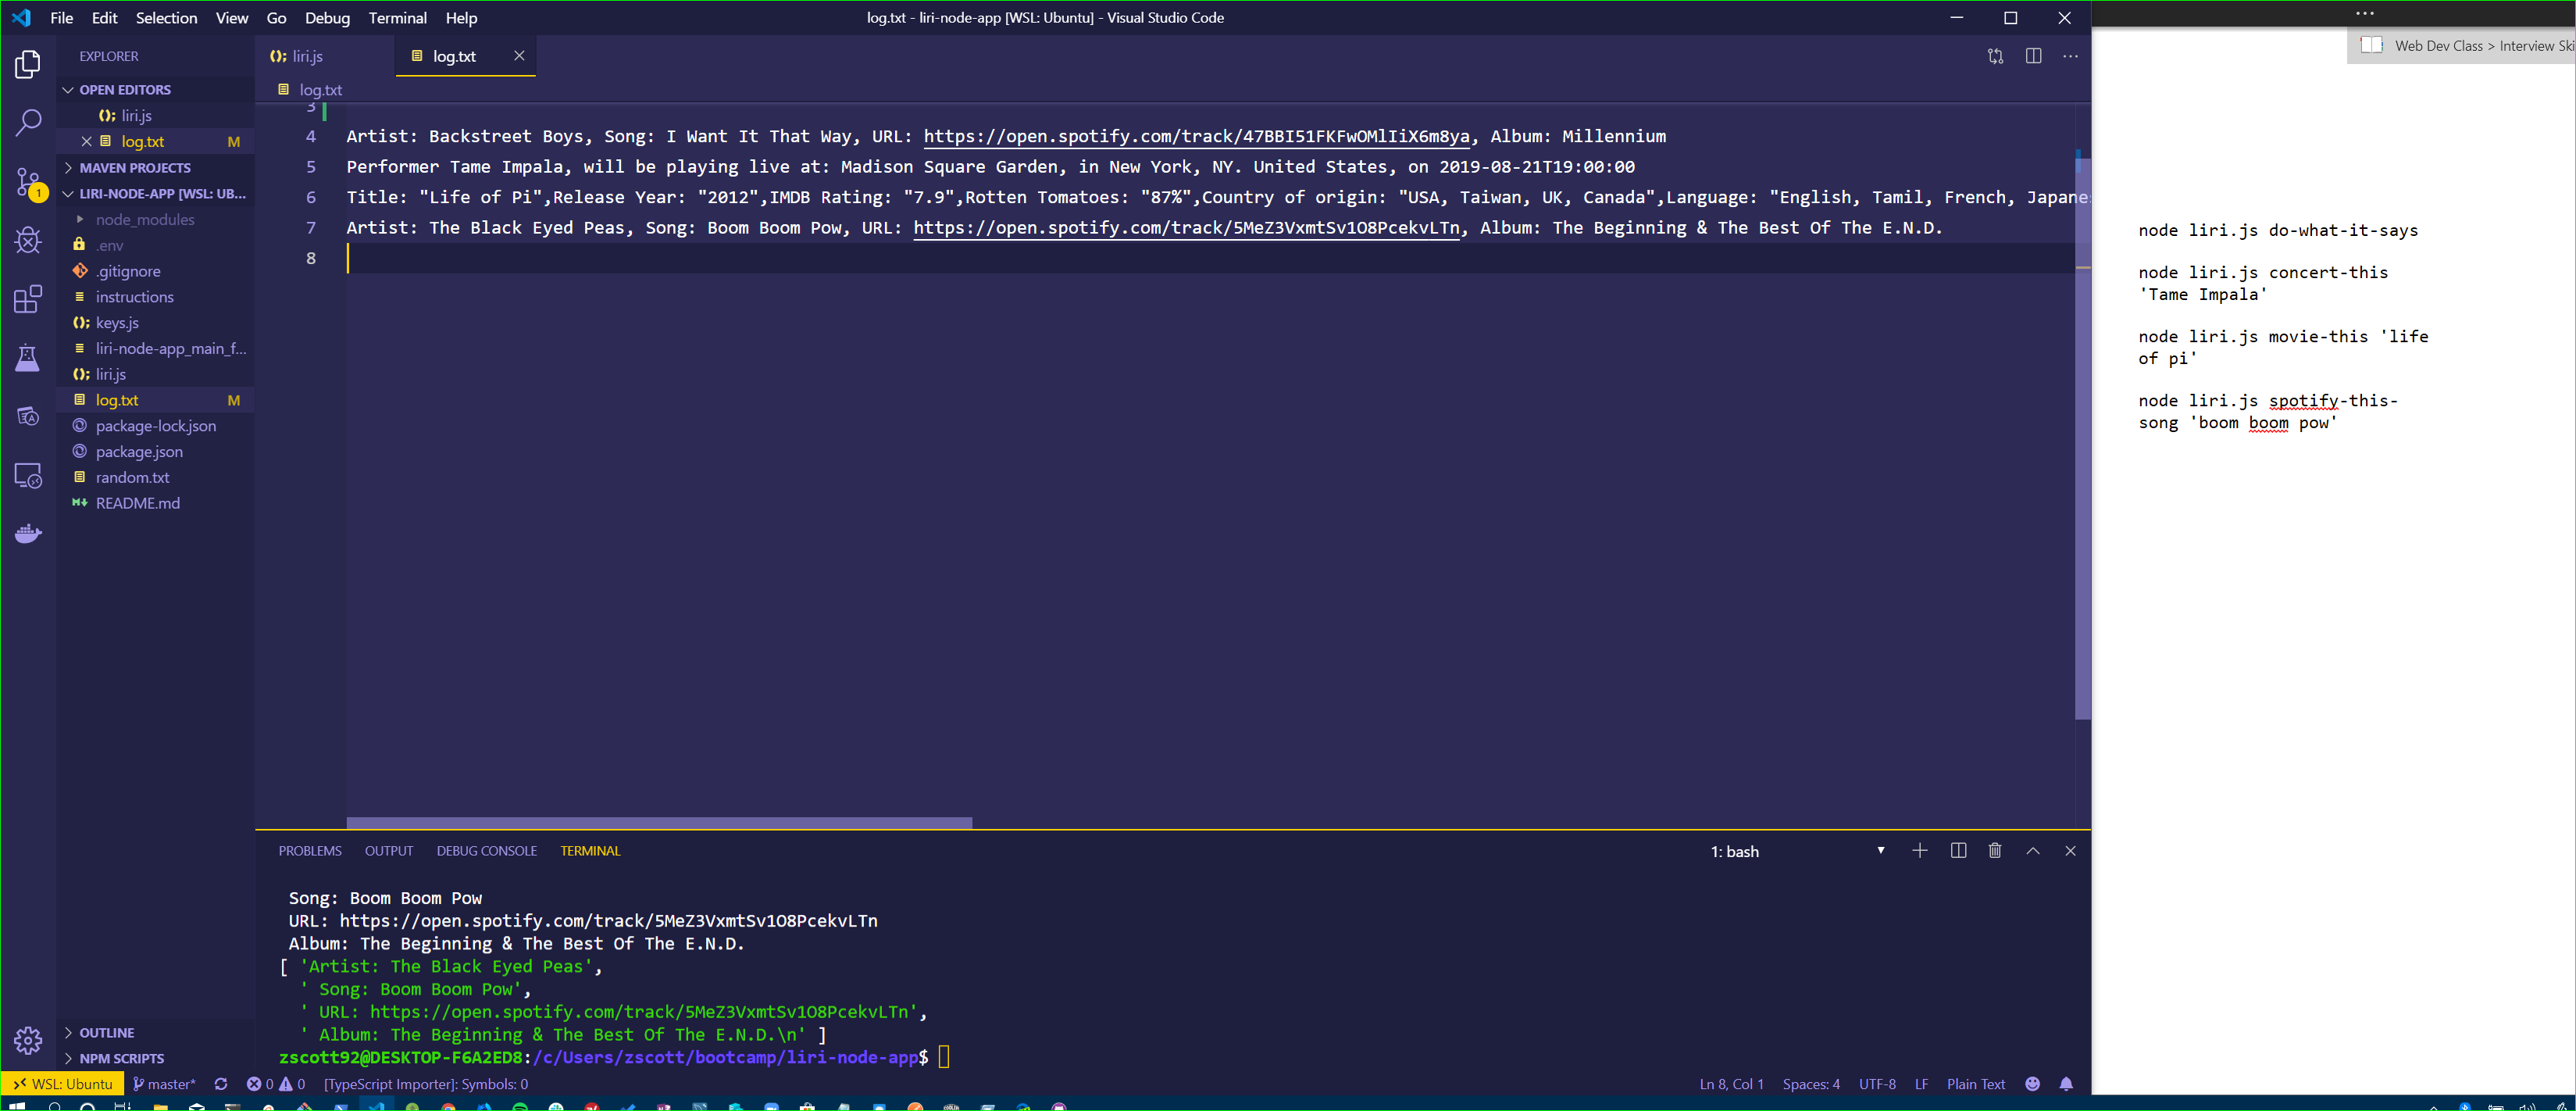 File Edit Selection View Go Debug Terminal Help
log.txt - liri-node-app [WSL: Ubuntu] - Visual Studio Code
Web Dev Class > Interview Ski
EXPLORER
OPEN EDITORS
liri.js
log.txt M
MAVEN PROJECTS
LIRI-NODE-APP [WSL: UB...
node_modules
.env
.gitignore
instructions
keys.js
liri-node-app_main_f...
liri.js
log.txt M
package-lock.json
package.json
random.txt
README.md
OUTLINE
NPM SCRIPTS
1
liri.js
log.txt
log.txt
3
4 Artist: Backstreet Boys, Song: I Want It That Way, URL: https://open.spotify.com/track/47BBI51FKFwOMlIiX6m8ya, Album: Millennium
5 Performer Tame Impala, will be playing live at: Madison Square Garden, in New York, NY. United States, on 2019-08-21T19:00:00
6 Title: "Life of Pi",Release Year: "2012",IMDB Rating: "7.9",Rotten Tomatoes: "87%",Country of origin: "USA, Taiwan, UK, Canada",Language: "English, Tamil, French, Japanes
7 Artist: The Black Eyed Peas, Song: Boom Boom Pow, URL: https://open.spotify.com/track/5MeZ3VxmtSv1O8PcekvLTn, Album: The Beginning & The Best Of The E.N.D.
8
PROBLEMS OUTPUT DEBUG CONSOLE TERMINAL
1: bash
Song: Boom Boom Pow
URL: https://open.spotify.com/track/5MeZ3VxmtSv1O8PcekvLTn
Album: The Beginning & The Best Of The E.N.D.
[ 'Artist: The Black Eyed Peas',
' Song: Boom Boom Pow',
' URL: https://open.spotify.com/track/5MeZ3VxmtSv1O8PcekvLTn',
' Album: The Beginning & The Best Of The E.N.D.\n' ]
zscott92@DESKTOP-F6A2ED8:/c/Users/zscott/bootcamp/liri-node-app$
WSL: Ubuntu master* 0 0 [TypeScript Importer]: Symbols: 0
Ln 8, Col 1 Spaces: 4 UTF-8 LF Plain Text
node liri.js do-what-it-says
node liri.js concert-this
'Tame Impala'
node liri.js movie-this 'life
of pi'
node liri.js spotify-this-
song 'boom boom pow'